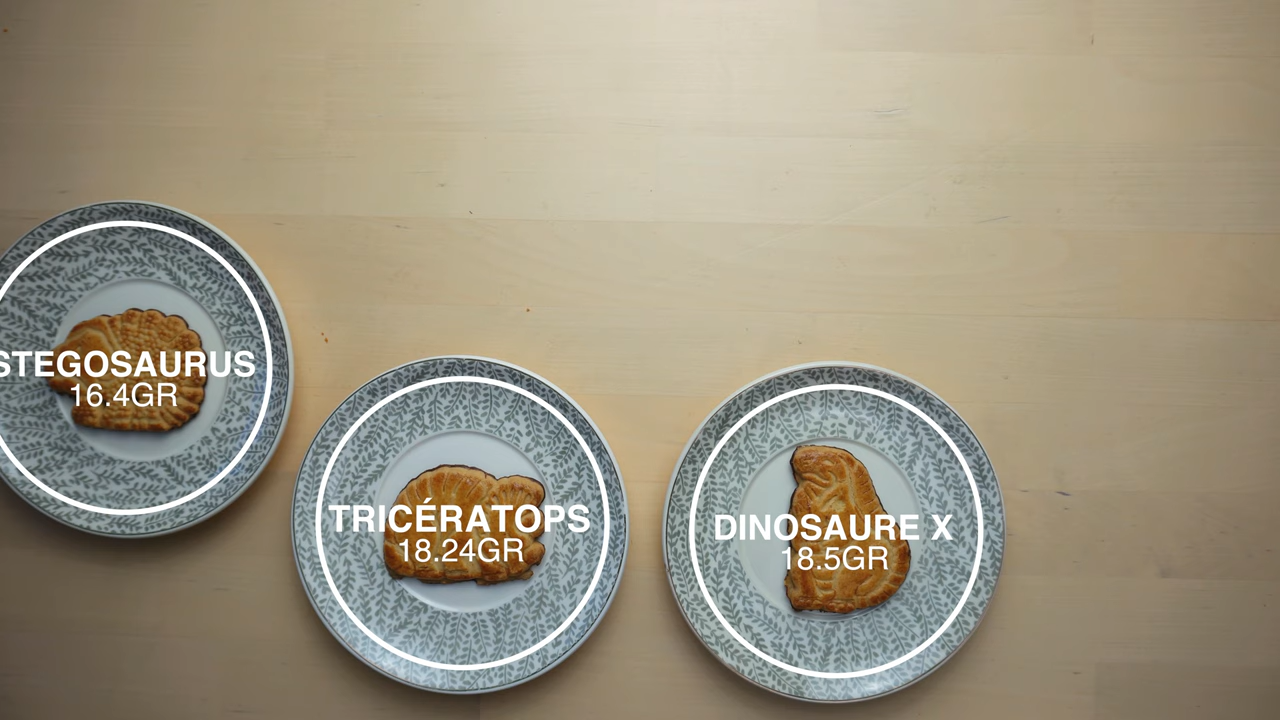 STEGOSAURUS
16.4GR
TRICÉRATOPS
18.24GR
DINOSAURE X
18.5GR